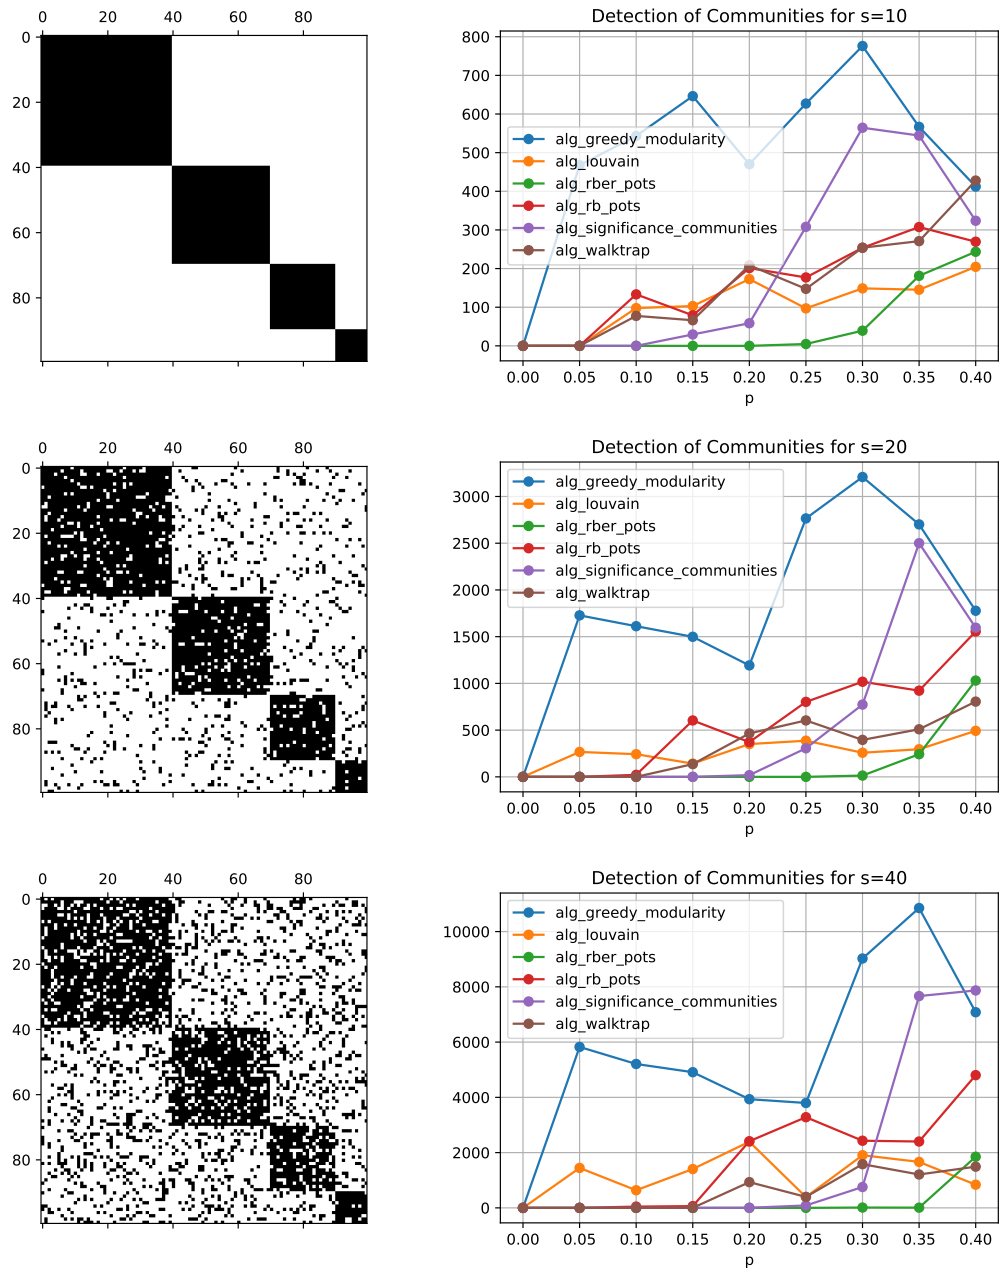 0 20 40 60 80
0
20
40
60
80
Detection of Communities for s=10
800
700
600
500
400
300
200
100
0
alg_greedy_modularity
alg_louvain
alg_rber_pots
alg_rb_pots
alg_significance_communities
alg_walktrap
0.00 0.05 0.10 0.15 0.20 0.25 0.30 0.35 0.40
p
0 20 40 60 80
0
20
40
60
80
Detection of Communities for s=20
3000
2500
2000
1500
1000
500
0
alg_greedy_modularity
alg_louvain
alg_rber_pots
alg_rb_pots
alg_significance_communities
alg_walktrap
0.00 0.05 0.10 0.15 0.20 0.25 0.30 0.35 0.40
p
0 20 40 60 80
0
20
40
60
80
Detection of Communities for s=40
10000
8000
6000
4000
2000
0
alg_greedy_modularity
alg_louvain
alg_rber_pots
alg_rb_pots
alg_significance_communities
alg_walktrap
0.00 0.05 0.10 0.15 0.20 0.25 0.30 0.35 0.40
p